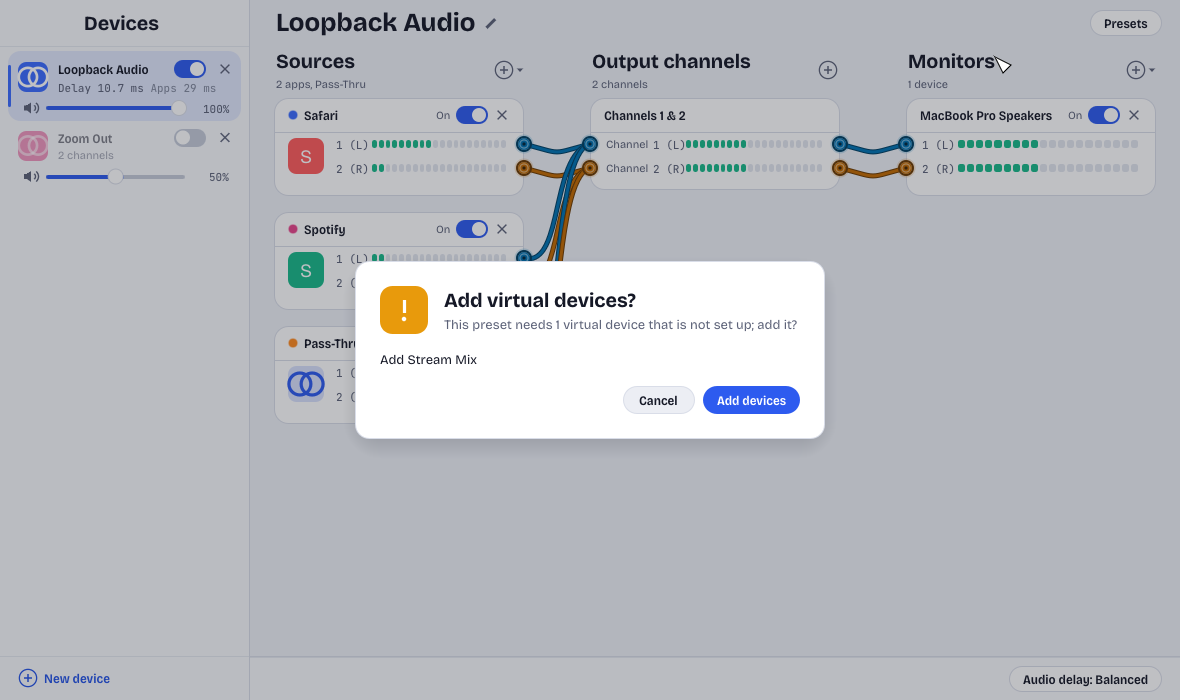 Devices
Loopback Audio
Delay 10.7 ms Apps 29 ms
100%
Zoom Out
2 channels
50%
New device
Loopback Audio
Presets
Sources
2 apps, Pass-Thru
Output channels
2 channels
Monitors
1 device
Safari
On
S
1 (L)
2 (R)
Channels 1 & 2
Channel 1 (L)
Channel 2 (R)
MacBook Pro Speakers
On
1 (L)
2 (R)
Spotify
On
S
1 (L)
2 (
Pass-Thru
1 (
2 (
!
Add virtual devices?
This preset needs 1 virtual device that is not set up; add it?
Add Stream Mix
Cancel
Add devices
Audio delay: Balanced